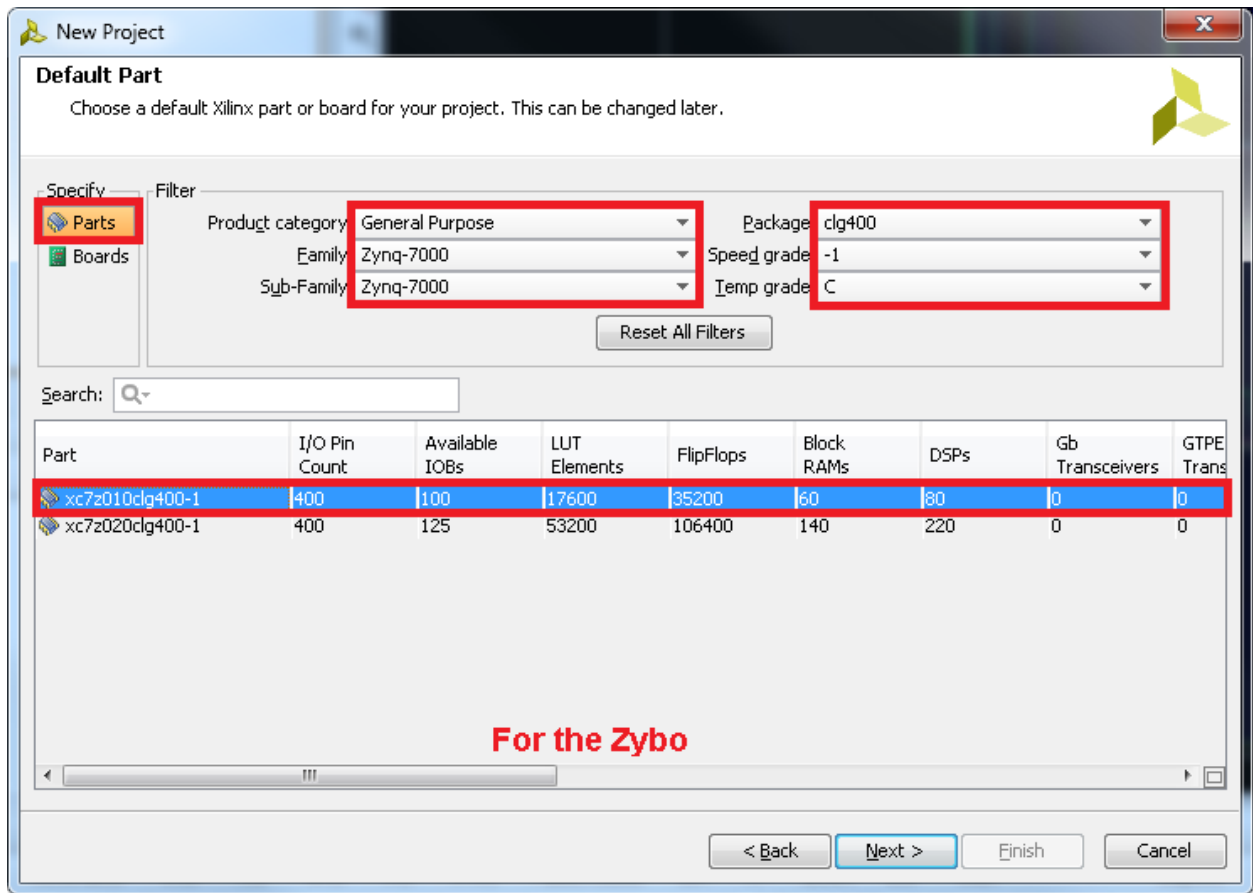 New Project
Default Part
Choose a default Xilinx part or board for your project. This can be changed later.
Specify
Filter
Parts
Boards
Product category General Purpose
Package clg400
Family Zynq-7000
Speed grade -1
Sub-Family Zynq-7000
Temp grade C
Reset All Filters
Search:
Part I/O Pin Count Available IOBs LUT Elements FlipFlops Block RAMs DSPs Gb Transceivers GTPE Trans
xc7z010clg400-1 400 100 17600 35200 60 80 0 0
xc7z020clg400-1 400 125 53200 106400 140 220 0 0
For the Zybo
< Back Next > Finish Cancel